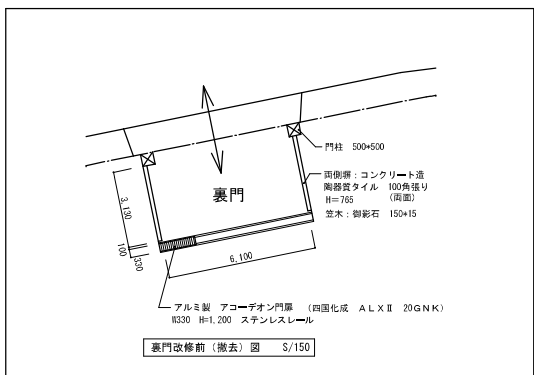 門柱 500*500
両側塀：コンクリート造
陶器質タイル 100角張り
H=765 （両面）
笠木：御影石 150*15
裏門
3,130
100
330
6,100
アルミ製 アコーデオン門扉 （四国化成 ＡＬＸⅡ 20ＧＮＫ）
W330 H=1,200 ステンレスレール
裏門改修前（撤去）図 S/150